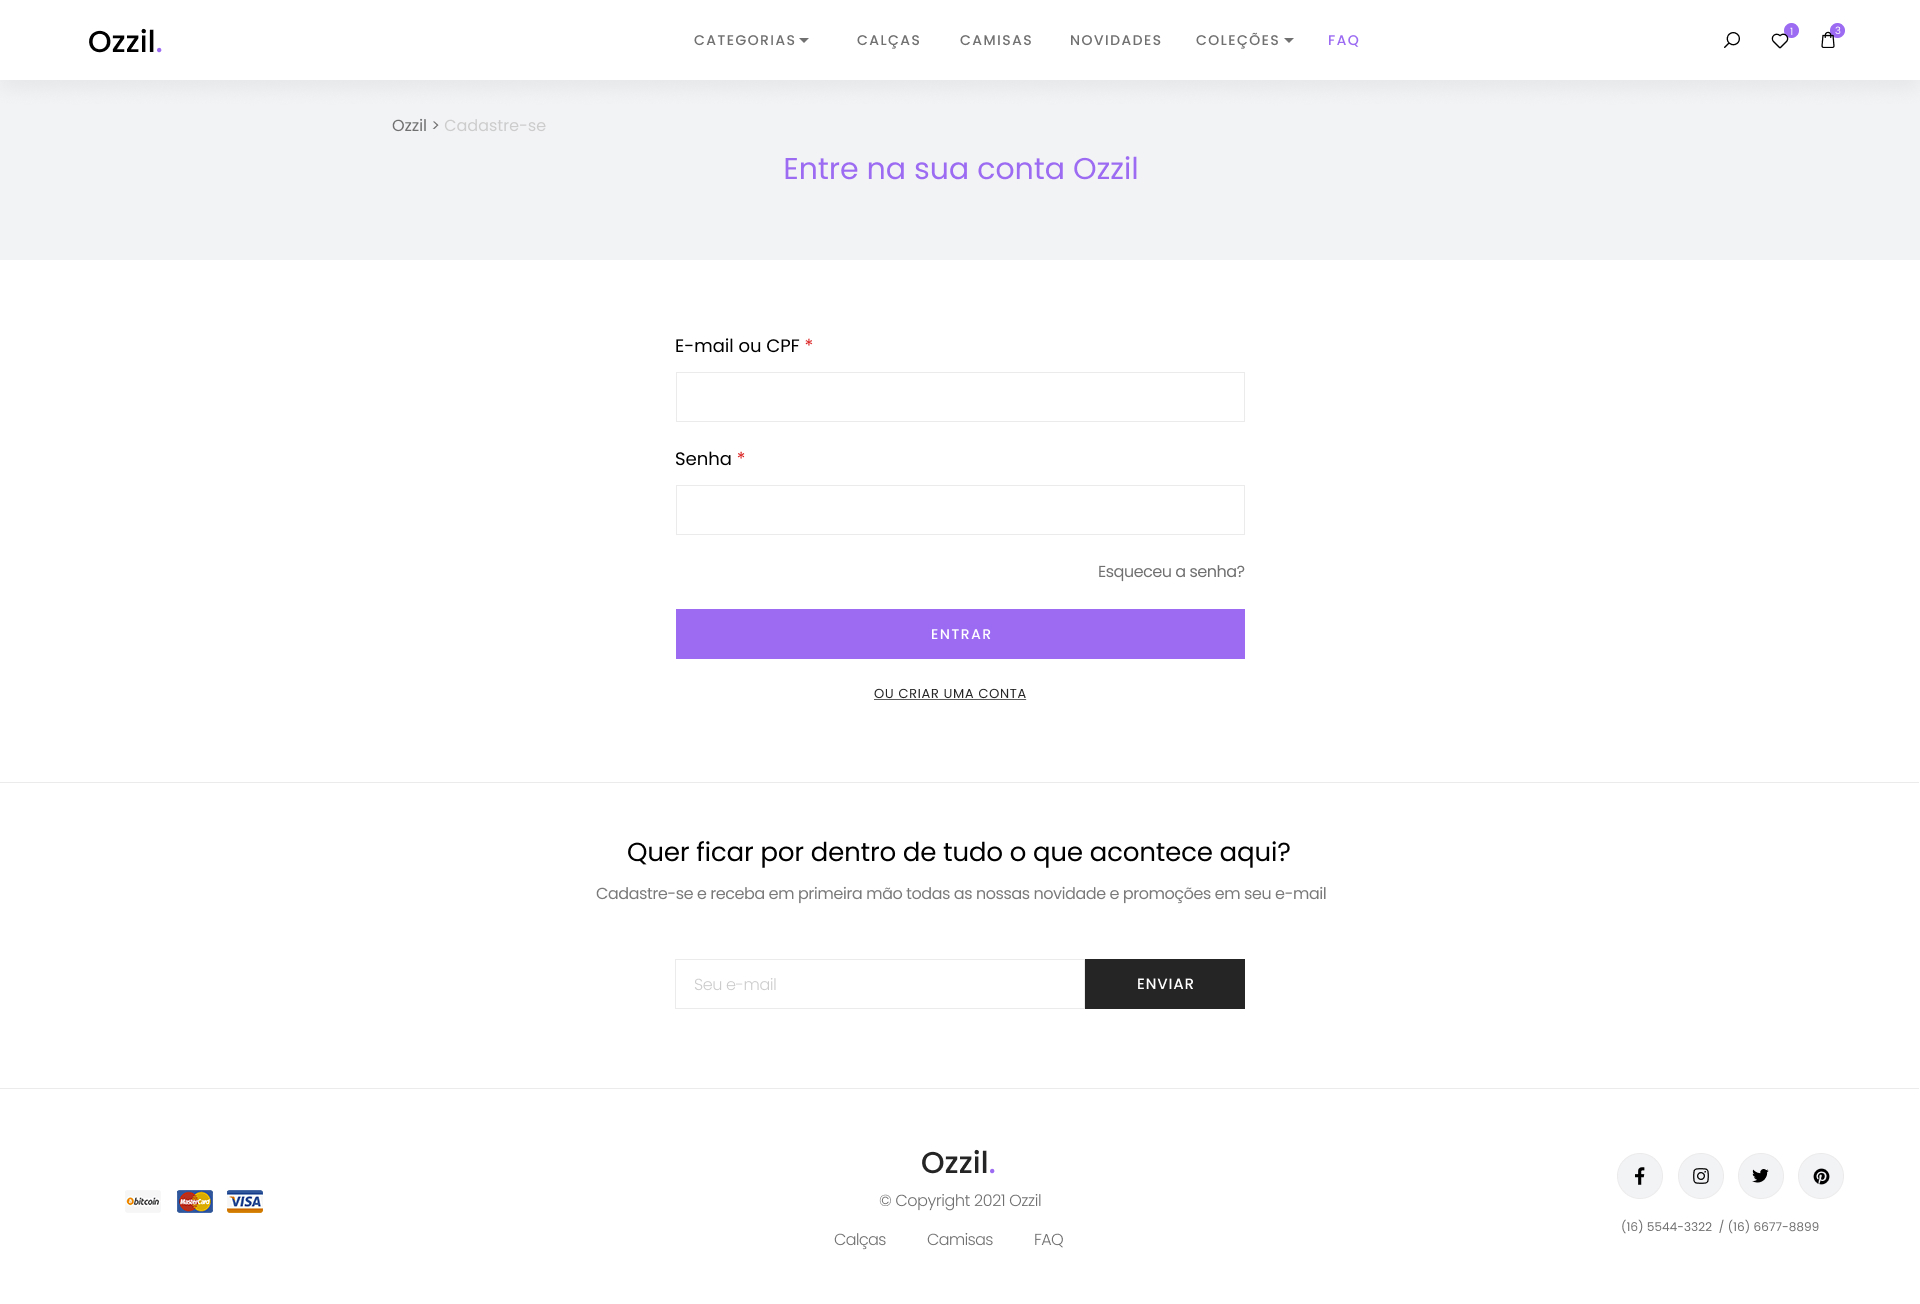 Ozzil.
CATEGORIAS CALÇAS CAMISAS NOVIDADES COLEÇÕES FAQ
1
3
Ozzil > Cadastre-se
Entre na sua conta Ozzil
E-mail ou CPF *
Senha *
Esqueceu a senha?
ENTRAR
OU CRIAR UMA CONTA
Quer ficar por dentro de tudo o que acontece aqui?
Cadastre-se e receba em primeira mão todas as nossas novidade e promoções em seu e-mail
Seu e-mail
ENVIAR
bitcoin
MasterCard
VISA
Ozzil.
© Copyright 2021 Ozzil
Calças Camisas FAQ
(16) 5544-3322 / (16) 6677-8899